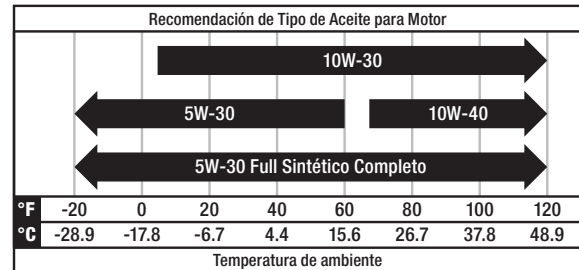 Recomendación de Tipo de Aceite para Motor
10W-30
5W-30 10W-40
5W-30 Full Sintético Completo
°F -20 0 20 40 60 80 100 120
°C -28.9 -17.8 -6.7 4.4 15.6 26.7 37.8 48.9
Temperatura de ambiente